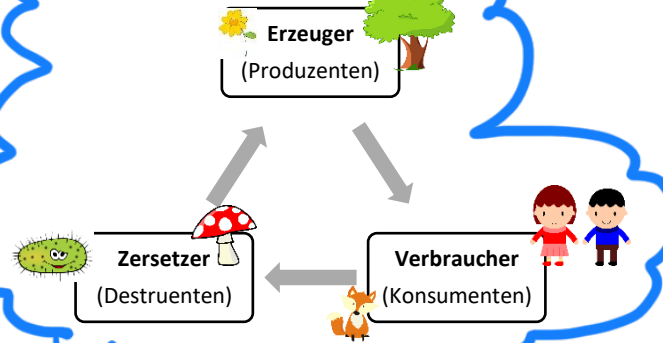 Erzeuger
(Produzenten)
Zersetzer
(Destruenten)
Verbraucher
(Konsumenten)